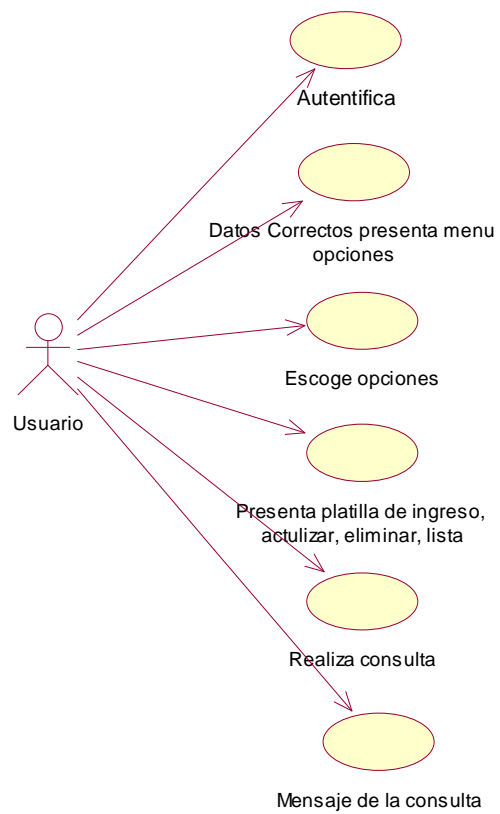 Autentifica
Datos Correctos presenta menu
opciones
Escoge opciones
Usuario
Presenta platilla de ingreso,
actulizar, eliminar, lista
Realiza consulta
Mensaje de la consulta